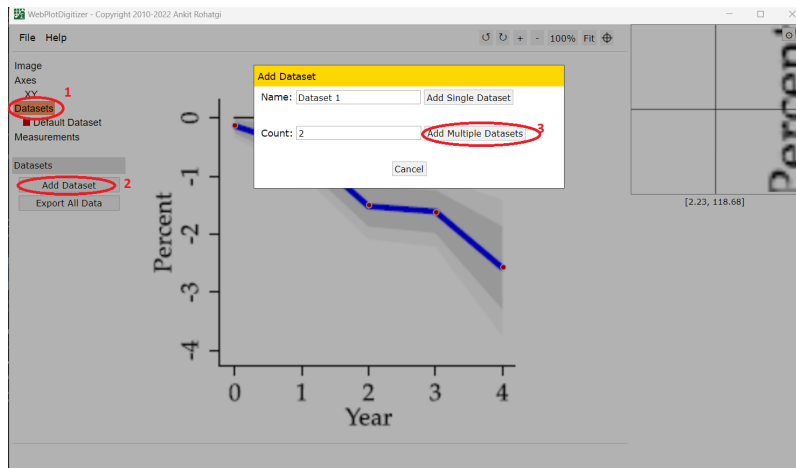 WebPlotDigitizer - Copyright 2010-2022 Ankit Rohatgi
File Help
+ - 100% Fit
Image
Axes
XY
1
Datasets
Default Dataset
Measurements
Datasets
Add Dataset
2
Export All Data
Add Dataset
Name: Dataset 1 Add Single Dataset
Count: 2 Add Multiple Datasets
3
Cancel
Percent
[2.23, 118.68]
Percent
0
-1
-2
-3
-4
0 1 2 3 4
Year